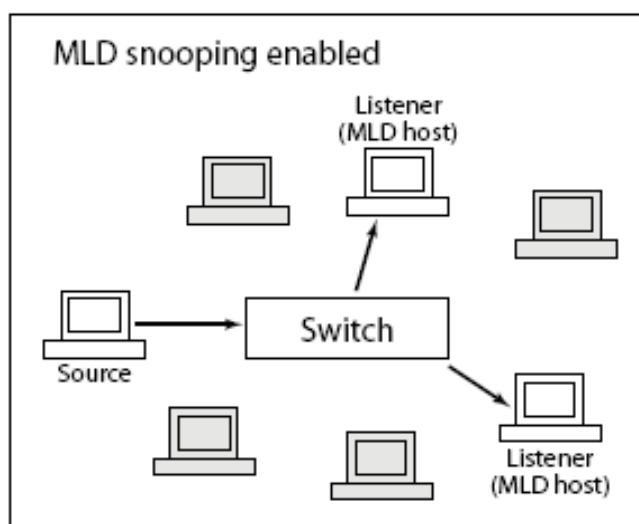 MLD snooping enabled
Listener
(MLD host)
Switch
Source
Listener
(MLD host)